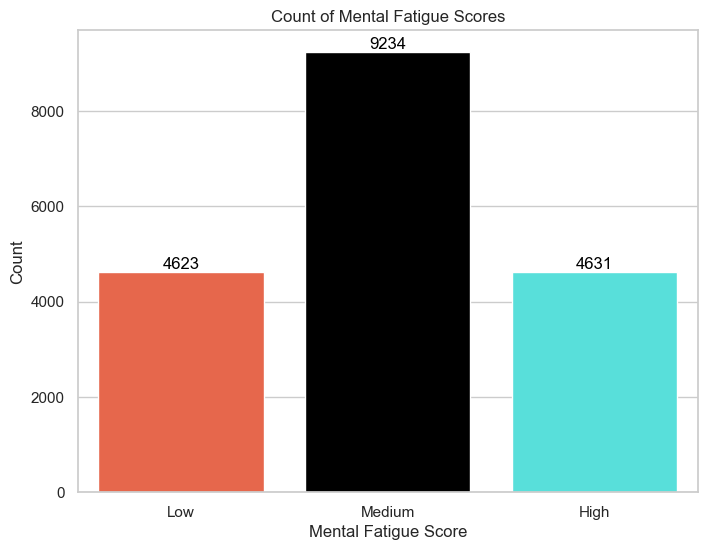 Count of Mental Fatigue Scores
9234
8000
6000
Count
4623
4631
4000
2000
0
Low
Medium
High
Mental Fatigue Score